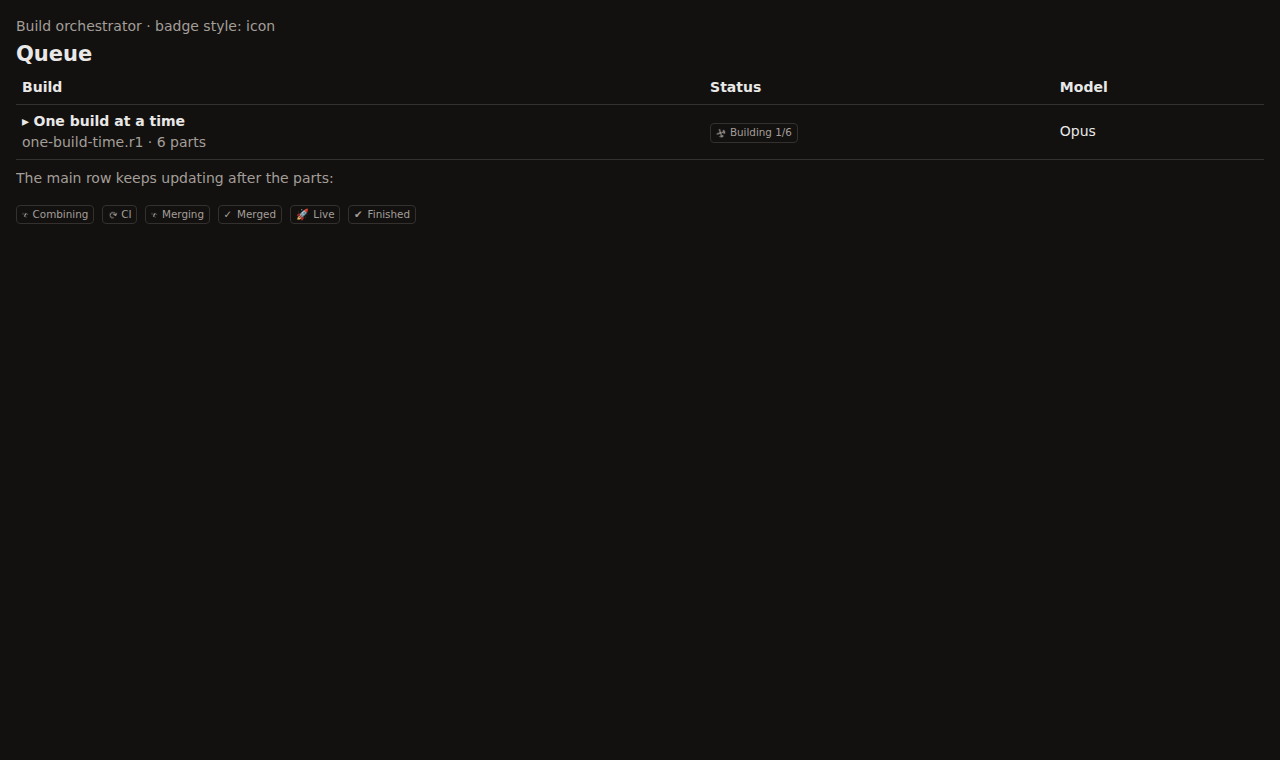 Build orchestrator · badge style: icon
Queue
Build Status Model
▸ One build at a time
one-build-time.r1 · 6 parts
Building 1/6
Opus
The main row keeps updating after the parts:
Combining CI Merging ✓ Merged 🚀 Live ✔ Finished